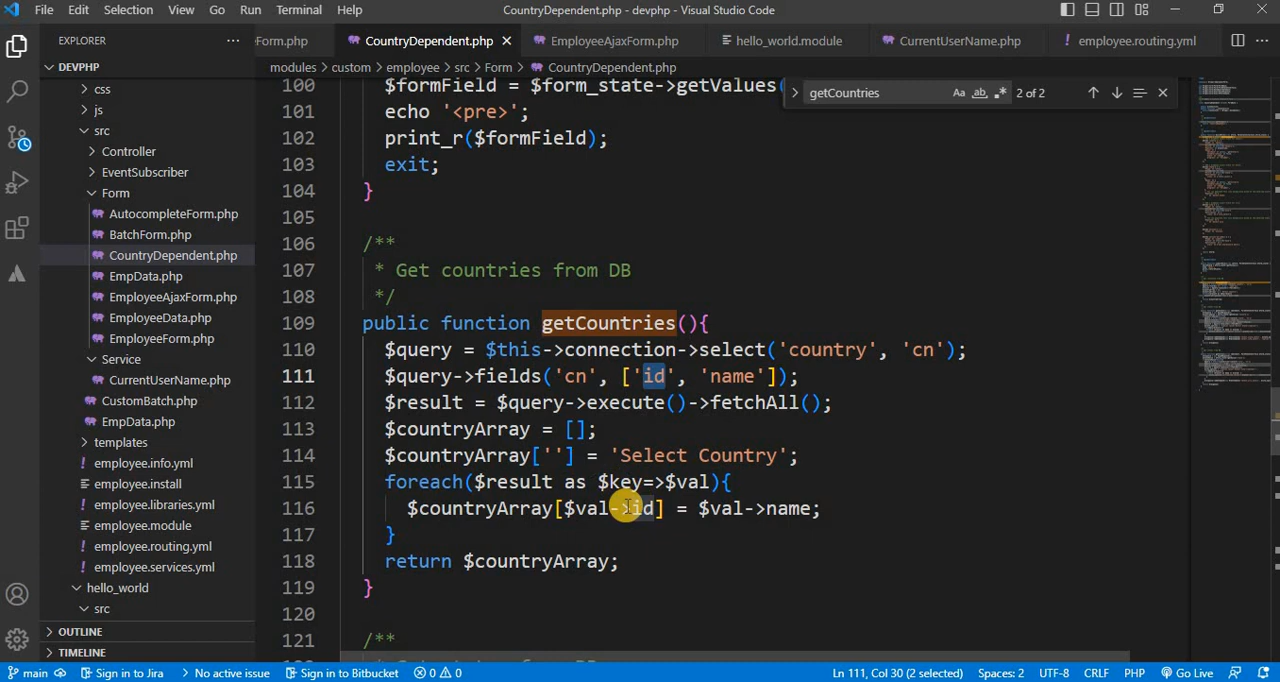 File Edit Selection View Go Run Terminal Help CountryDependent.php - devphp - Visual Studio Code
EXPLORER
Form.php CountryDependent.php EmployeeAjaxForm.php hello_world.module CurrentUserName.php employee.routing.yml
DEVPHP
modules > custom > employee > src > Form > CountryDependent.php
getCountries Aa ab .* 2 of 2
css
js
src
Controller
EventSubscriber
Form
AutocompleteForm.php
BatchForm.php
CountryDependent.php
EmpData.php
EmployeeAjaxForm.php
EmployeeData.php
EmployeeForm.php
Service
CurrentUserName.php
CustomBatch.php
EmpData.php
templates
employee.info.yml
employee.install
employee.libraries.yml
employee.module
employee.routing.yml
employee.services.yml
hello_world
src
OUTLINE
TIMELINE
100 $formField = $form_state->getValues(
101 echo '<pre>';
102 print_r($formField);
103 exit;
104 }
105
106 /**
107 * Get countries from DB
108 */
109 public function getCountries(){
110 $query = $this->connection->select('country', 'cn');
111 $query->fields('cn', ['id', 'name']);
112 $result = $query->execute()->fetchAll();
113 $countryArray = [];
114 $countryArray[''] = 'Select Country';
115 foreach($result as $key=>$val){
116 $countryArray[$val->id] = $val->name;
117 }
118 return $countryArray;
119 }
120
121 /**
main Sign in to Jira No active issue Sign in to Bitbucket 0 0 Ln 111, Col 30 (2 selected) Spaces: 2 UTF-8 CRLF PHP Go Live